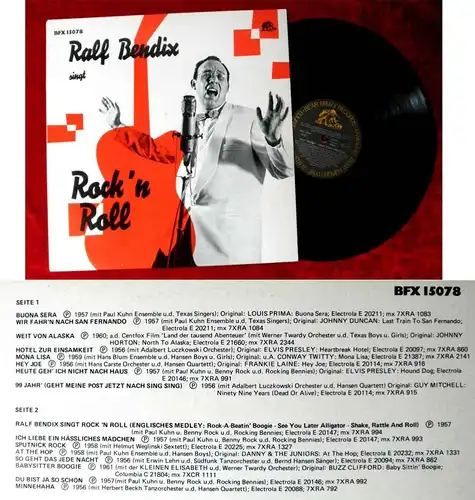 BFX 15078
Ralf Bendix
singt
Rock'n
Roll
BFX 15078
SEITE 1
BUONA SERA ℗ 1957 (mit Paul Kuhn Ensemble u.d. Texas Singers); Original: LOUIS PRIMA: Buona Sera; Electrola E 20211; mx 7XRA 1083
WIR FAHR'N NACH SAN FERNANDO ℗ 1957 (mit Paul Kuhn Ensemble u.d. Texas Singers); Original: JOHNNY DUNCAN: Last Train To San Fernando;
Electrola E 20211; mx 7XRA 1084
WEIT VON ALASKA ℗ 1960; a.d. Centfox Film 'Land der tausend Abenteuer' (mit Werner Twardy Orchester u.d. Texas Boys u. Girls); Original: JOHNNY
HORTON: North To Alaska; Electrola E 21660; mx 7XRA 2344
HOTEL ZUR EINSAMKEIT ℗ 1956 (mit Adalbert Luczkowski Orchester); Original: ELVIS PRESLEY: Heartbreak Hotel; Electrola E 20097; mx 7XRA 860
MONA LISA ℗ 1959 (mit Hans Blum Ensemble u.d. Hansen Boys u. Girls); Original: u.A. CONWAY TWITTY: Mona Lisa; Electrola E 21387; mx 7XRA 2141
HEY JOE ℗ 1956 (mit Hans Carste Orchester u.d. Hansen Quartett); Original: FRANKIE LAINE: Hey Joe; Electrola E 20114; mx 7XRA 916
HEUTE GEH' ICH NICHT NACH HAUS ℗ 1957 (mit Paul Kuhn u.v. Benny u.d. Rocking Bennies); Original: ELVIS PRESLEY: Hound Dog; Electrola
E 20146; mx 7XRA 991
99 JAHR' (GEHT MEINE POST JETZT NACH SING SING) ℗ 1956 (mit Adalbert Luczkowski Orchester u.d. Hansen Quartett) Original: GUY MITCHELL:
Ninety Nine Years (Dead Or Alive); Electrola E 20114; mx 7XRA 915
SEITE 2
RALF BENDIX SINGT ROCK 'N ROLL (ENGLISCHES MEDLEY: Rock-A-Beatin' Boogie - See You Later Alligator - Shake, Rattle And Roll) ℗ 1957
(mit Paul Kuhn u.v. Benny u.d. Rocking Bennies); Electrola E 20147; mx 7XRA 994
ICH LIEBE EIN HÄSSLICHES MÄDCHEN ℗ 1957 (mit Paul Kuhn u.v. Benny u.d. Rocking Bennies); Electrola E 20147; mx 7XRA 993
SPUTNICK ROCK ℗ 1958 (mit Helmut Weglinski Sextett); Electrola E 20225; mx 7XRA 1327
AT THE HOP ℗ 1958 (mit Paul Kuhn Ensemble u.d. Hansen Boys); Original: DANNY & THE JUNIORS: At The Hop; Electrola E 20232; mx 7XRA 1331
SO GEHT DAS JEDE NACHT ℗ 1956 (mit Erwin Lehn u. Südfunk Tanzorchester u.d. Bernd Hansen Singer); Electrola E 20097; mx 7XRA 862
BABYSITTER BOOGIE ℗ 1961 (mit der KLEINEN ELISABETH u.d. Werner Twardy Orchester); Original: BUZZ CLIFFORD: Baby Sittin' Boogie;
Columbia C 21804; mx 7XCR 1111
DU BIST JA SO SCHÖN ℗ 1957 (mit Paul Kuhn u.v. Benny u.d. Rocking Bennies); Electrola E 20146; mx 7XRA 992
MINNEHAHA ℗ 1956 (mit Herbert Beckh Tanzorchester u.d. Hansen Quartett); Electrola E 20088; mx 7XRA 792